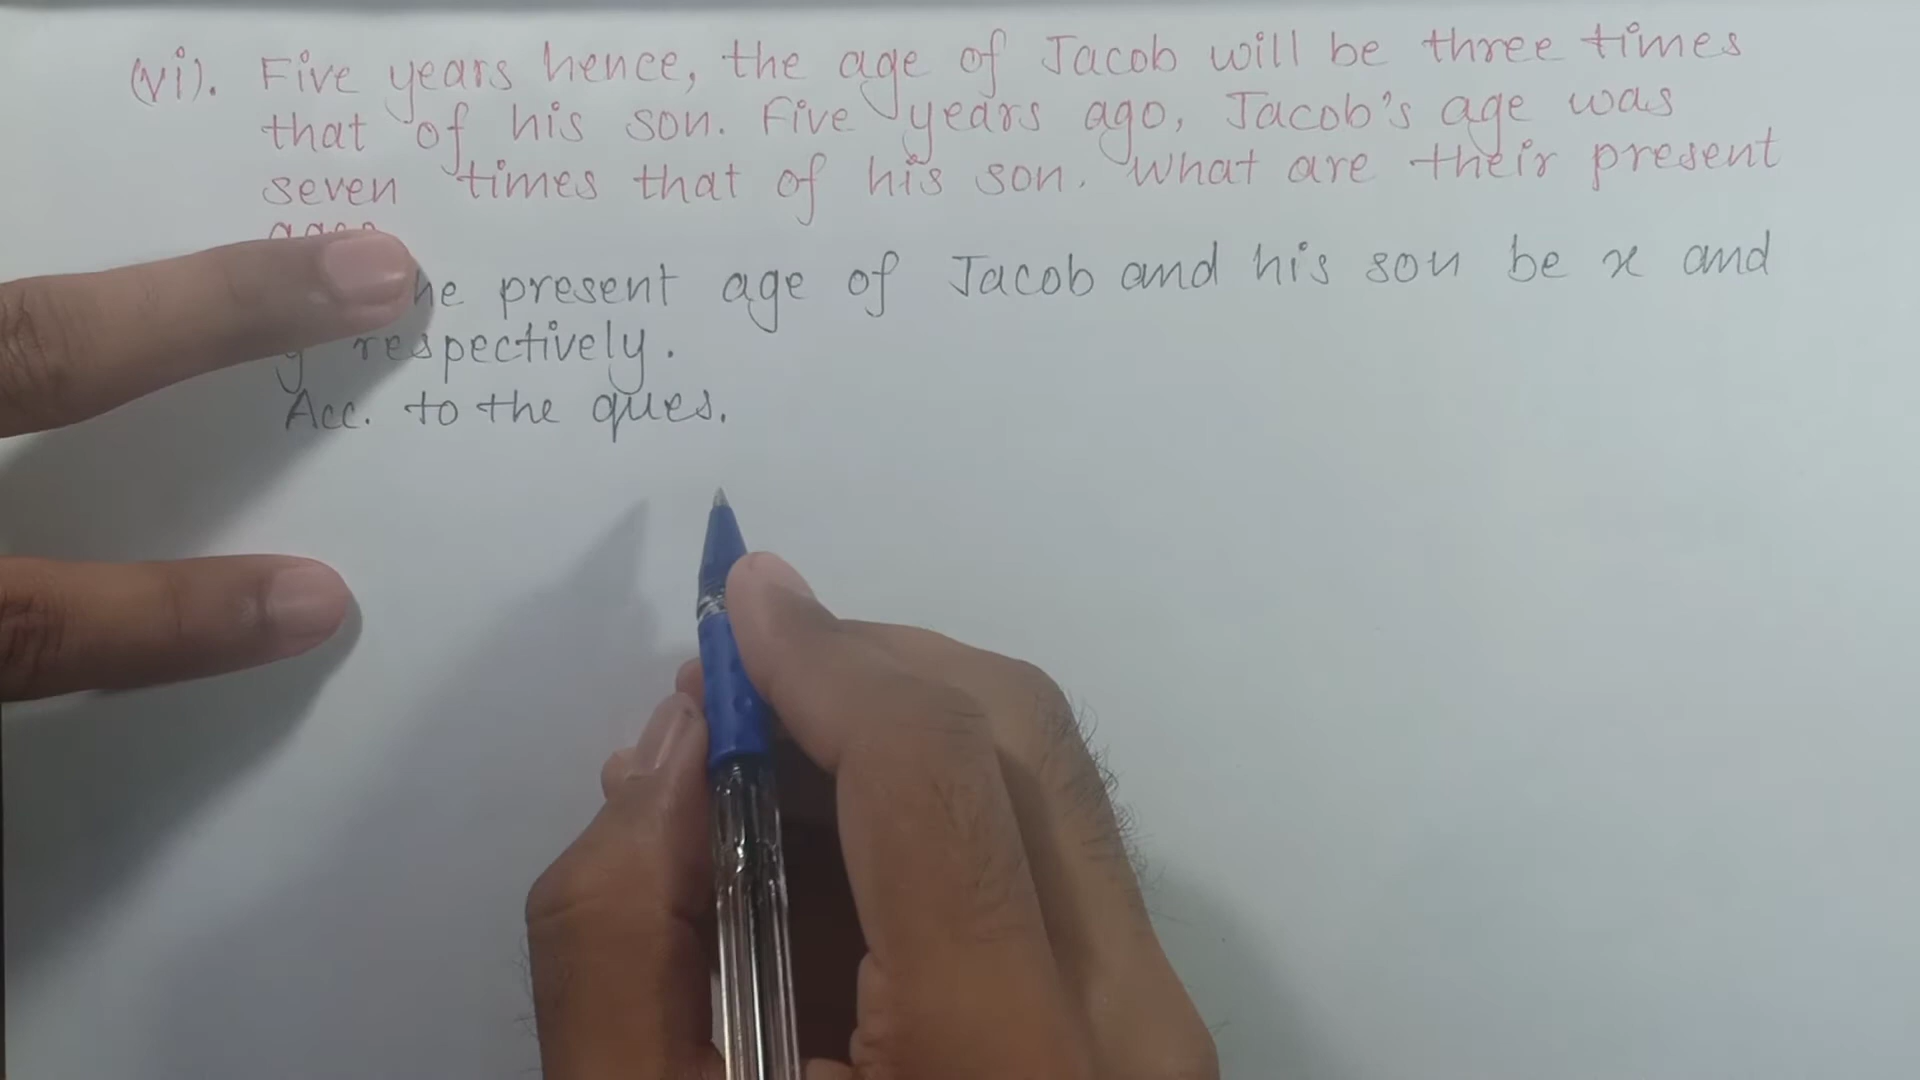 (vi). Five years hence, the age of Jacob will be three times
that of his son. Five years ago, Jacob's age was
seven times that of his son. What are their present
present age of Jacob and his son be x and
y respectively.
Acc. to the ques.